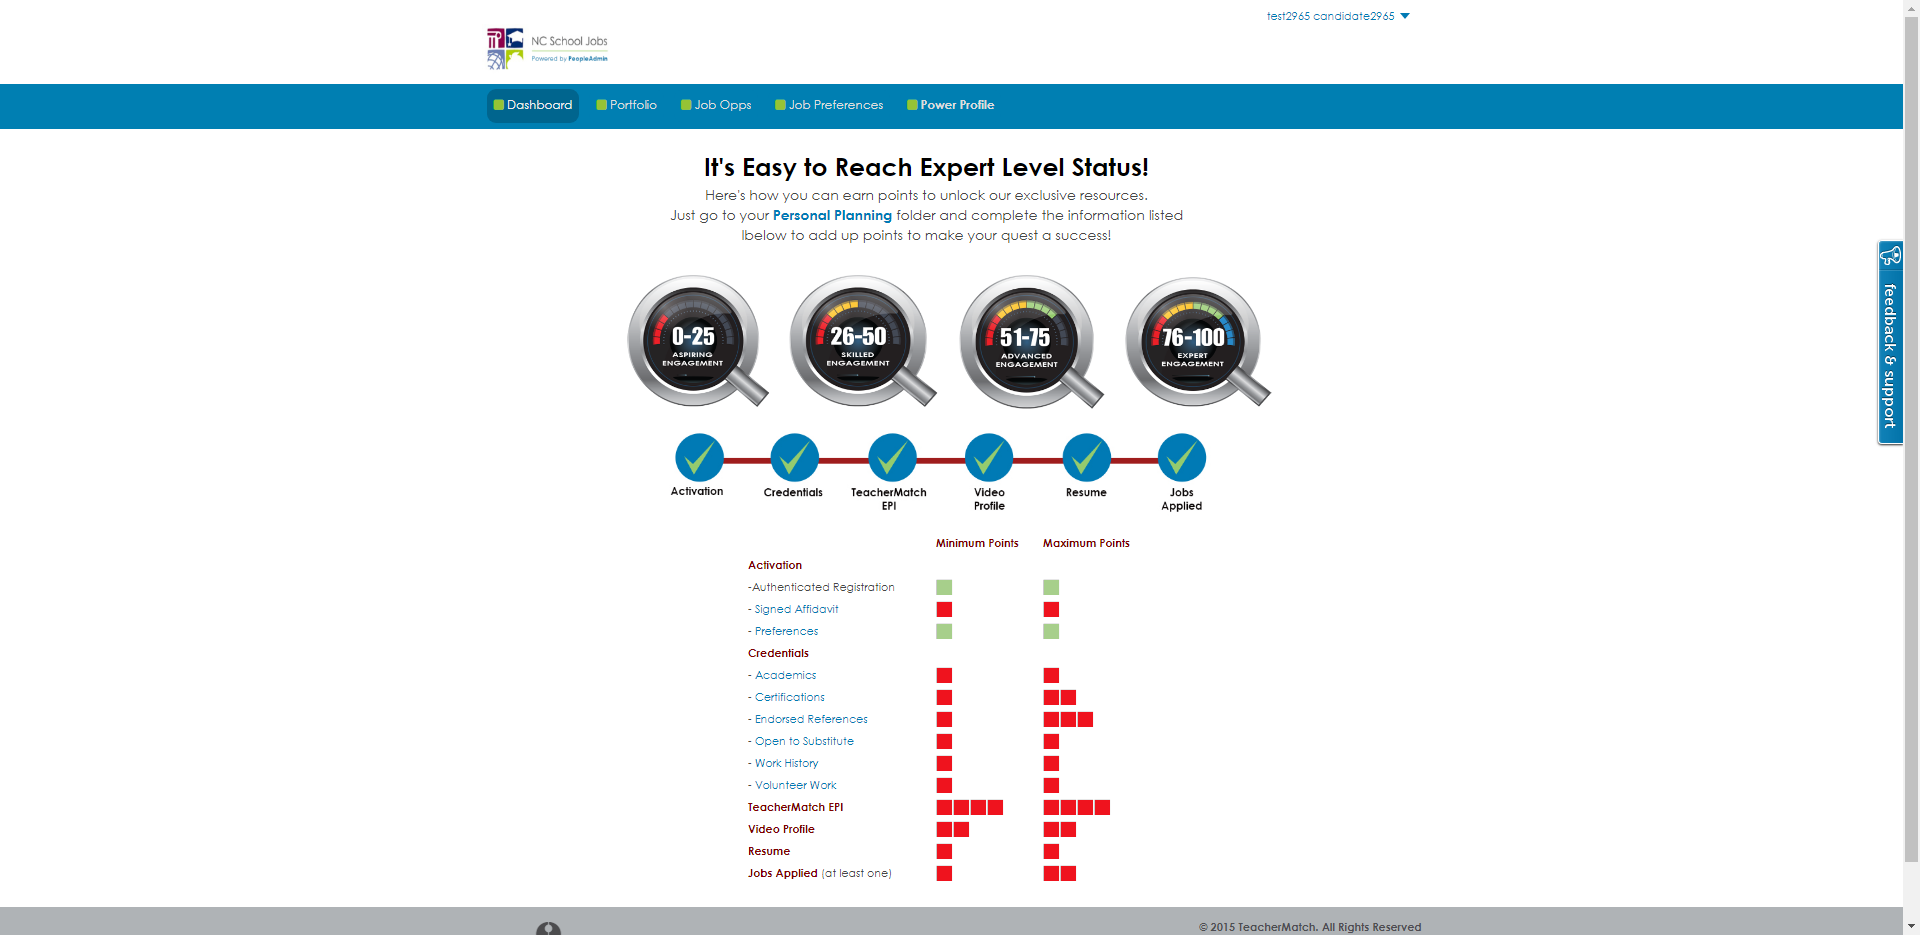 test2965 candidate2965
NC School Jobs
Powered by PeopleAdmin
Dashboard
Portfolio
Job Opps
Job Preferences
Power Profile
It's Easy to Reach Expert Level Status!
Here's how you can earn points to unlock our exclusive resources.
Just go to your Personal Planning folder and complete the information listed
lbelow to add up points to make your quest a success!
0-25
ASPIRING
ENGAGEMENT
26-50
SKILLED
ENGAGEMENT
51-75
ADVANCED
ENGAGEMENT
76-100
EXPERT
ENGAGEMENT
feedback & support
Activation
Credentials
TeacherMatch
EPI
Video
Profile
Resume
Jobs
Applied
Minimum Points
Maximum Points
Activation
-Authenticated Registration
- Signed Affidavit
- Preferences
Credentials
- Academics
- Certifications
- Endorsed References
- Open to Substitute
- Work History
- Volunteer Work
TeacherMatch EPI
Video Profile
Resume
Jobs Applied (at least one)
© 2015 TeacherMatch. All Rights Reserved